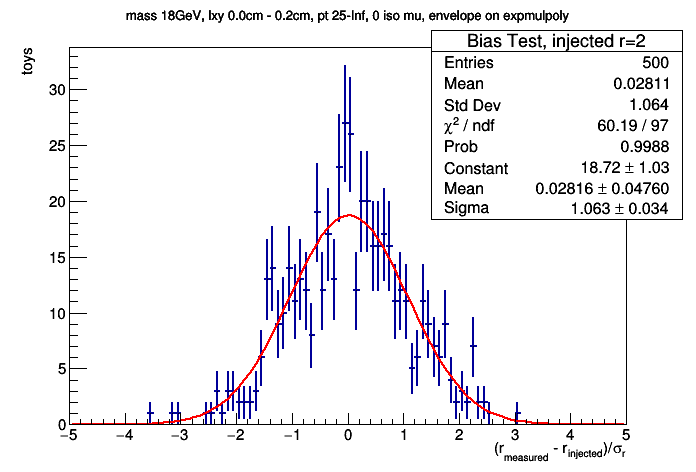 mass 18GeV, lxy 0.0cm - 0.2cm, pt 25-Inf, 0 iso mu, envelope on expmulpoly
toys
Bias Test, injected r=2
Entries 500
Mean 0.02811
Std Dev 1.064
χ² / ndf 60.19 / 97
Prob 0.9988
Constant 18.72 ± 1.03
Mean 0.02816 ± 0.04760
Sigma 1.063 ± 0.034
30
25
20
15
10
5
0
−5 −4 −3 −2 −1 0 1 2 3 4 5
(r_measured - r_injected)/σ_r